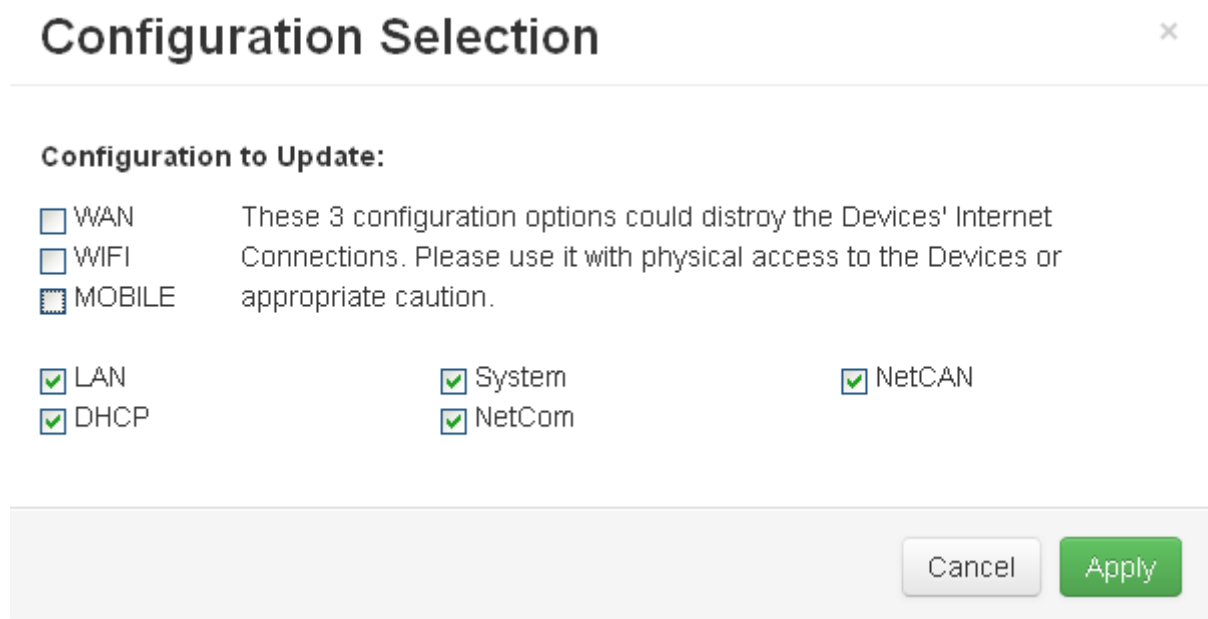 Configuration Selection ×
Configuration to Update:
WAN These 3 configuration options could distroy the Devices' Internet
WIFI Connections. Please use it with physical access to the Devices or
MOBILE appropriate caution.
LAN System NetCAN
DHCP NetCom
Cancel Apply